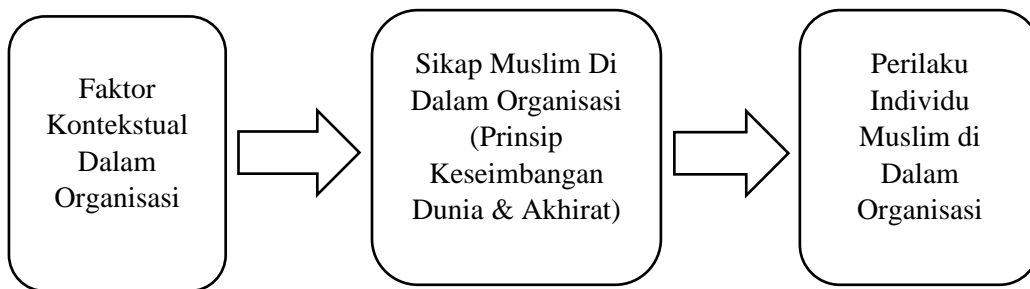 Faktor
Kontekstual
Dalam
Organisasi
Sikap Muslim Di
Dalam Organisasi
(Prinsip
Keseimbangan
Dunia & Akhirat)
Perilaku
Individu
Muslim di
Dalam
Organisasi